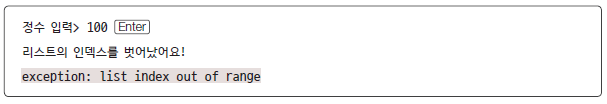 정수 입력> 100 Enter
리스트의 인덱스를 벗어났어요!
exception: list index out of range